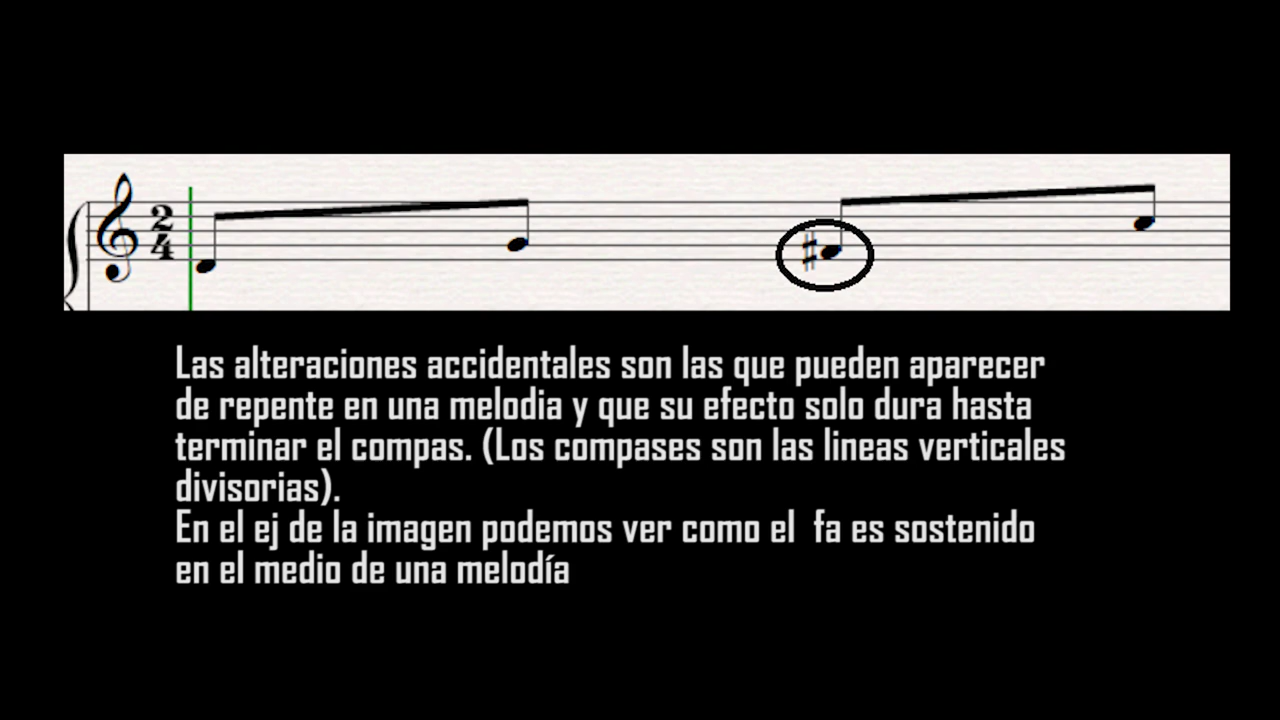 2
4
Las alteraciones accidentales son las que pueden aparecer
de repente en una melodia y que su efecto solo dura hasta
terminar el compas. (Los compases son las lineas verticales
divisorias).
En el ej de la imagen podemos ver como el  fa es sostenido
en el medio de una melodía